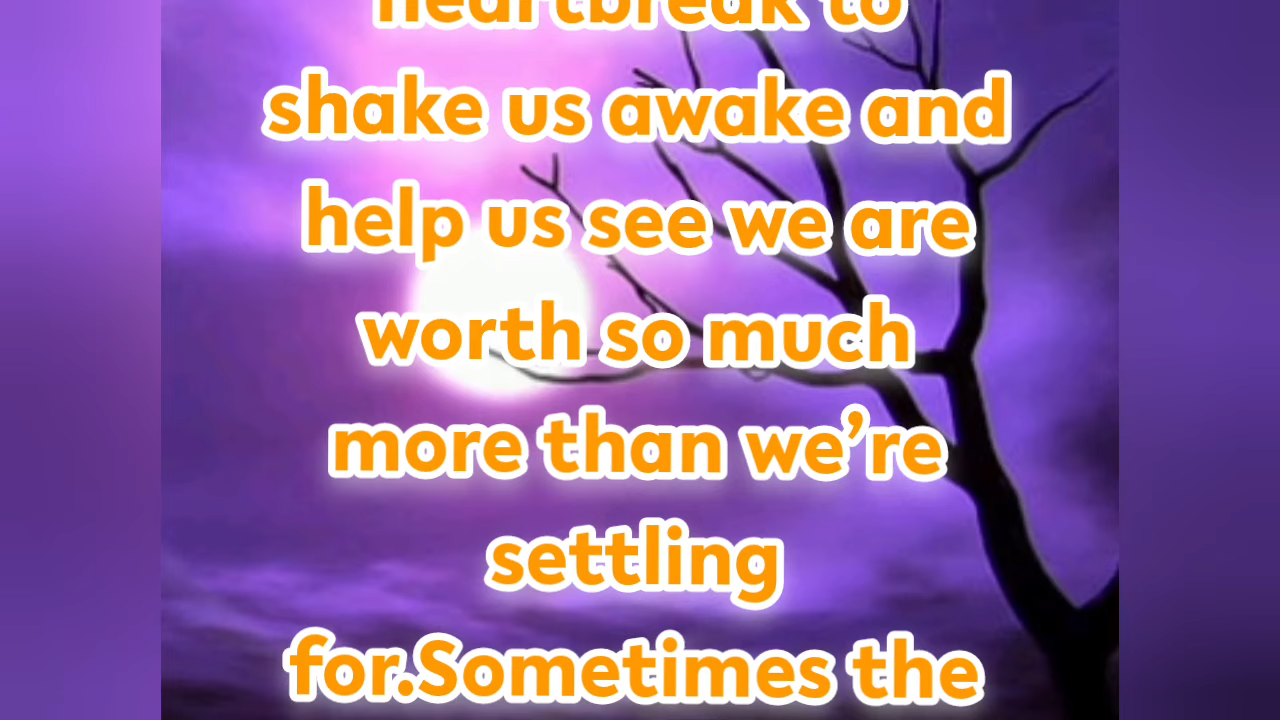 heartbreak to
shake us awake and
help us see we are
worth so much
more than we’re
settling
for.Sometimes the